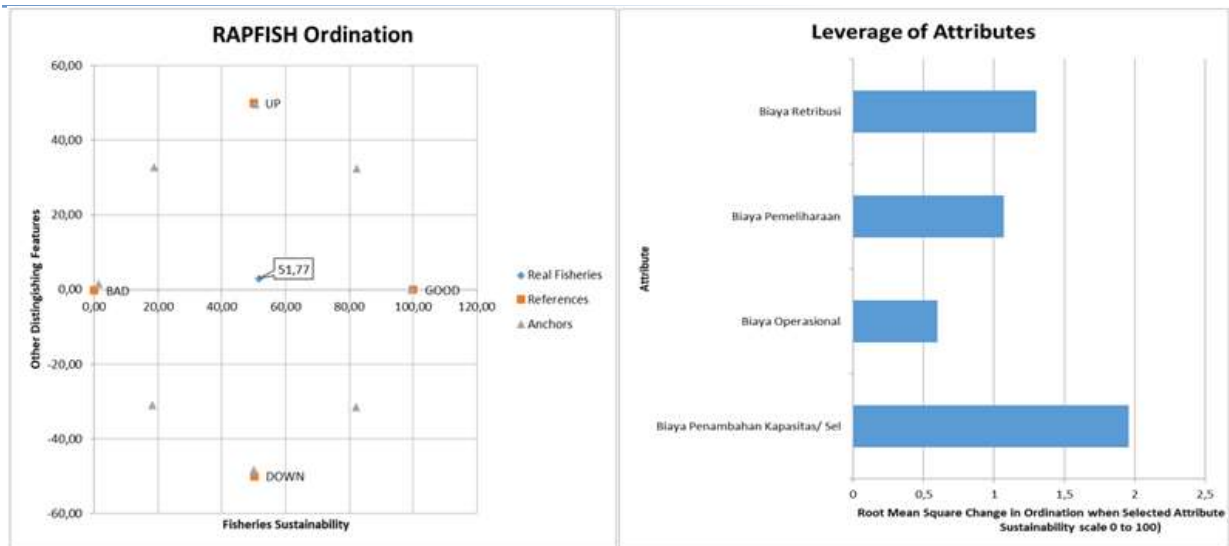 RAPFISH Ordination
60,00
UP
40,00
20,00
51,77
0,00
BAD
GOOD
0,00 20,00 40,00 60,00 80,00 100,00 120,00
-20,00
-40,00
DOWN
-60,00
Other Distingishing Features
Fisheries Sustainability
Real Fisheries
References
Anchors
Leverage of Attributes
Attribute
Biaya Retribusi
Biaya Pemeliharaan
Biaya Operasional
Biaya Penambahan Kapasitas/ Sel
0 0,5 1 1,5 2 2,5
Root Mean Square Change in Ordination when Selected Attribute
Sustainability scale 0 to 100)